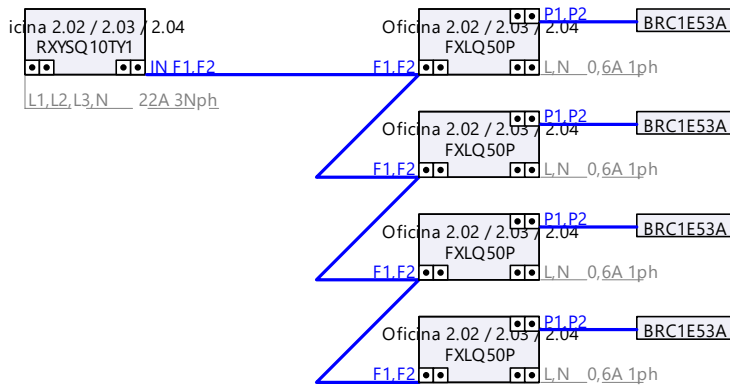 icina 2.02 / 2.03 / 2.04
RXYSQ10TY1
IN F1,F2
L1,L2,L3,N 22A 3Nph
P1,P2
Oficina 2.02 / 2.03 / 2.04
BRC1E53A
FXLQ50P
F1,F2
L,N 0,6A 1ph
P1,P2
Oficina 2.02 / 2.03 / 2.04
BRC1E53A
FXLQ50P
F1,F2
L,N 0,6A 1ph
P1,P2
Oficina 2.02 / 2.03 / 2.04
BRC1E53A
FXLQ50P
F1,F2
L,N 0,6A 1ph
P1,P2
Oficina 2.02 / 2.03 / 2.04
BRC1E53A
FXLQ50P
F1,F2
L,N 0,6A 1ph